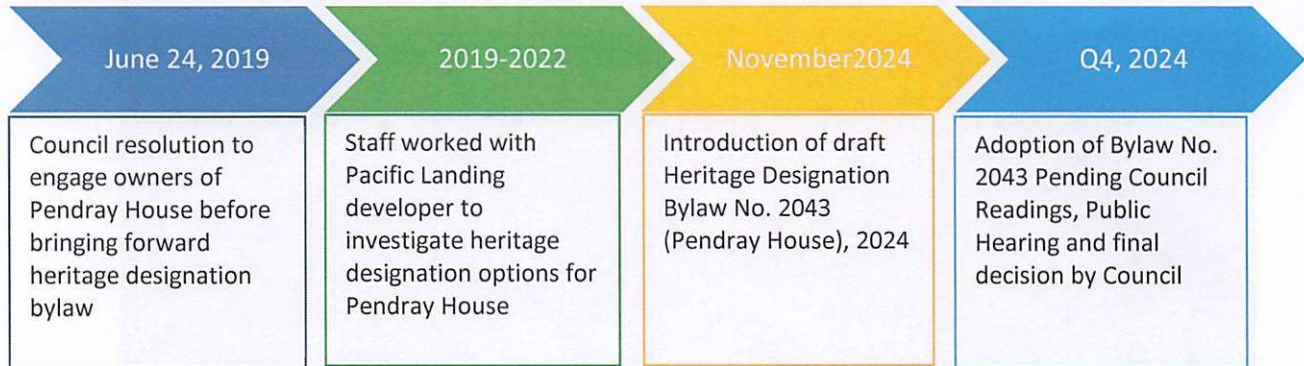 June 24, 2019
Council resolution to
engage owners of
Pendray House before
bringing forward
heritage designation
bylaw
2019-2022
Staff worked with
Pacific Landing
developer to
investigate heritage
designation options for
Pendray House
November2024
Introduction of draft
Heritage Designation
Bylaw No. 2043
(Pendray House), 2024
Q4, 2024
Adoption of Bylaw No.
2043 Pending Council
Readings, Public
Hearing and final
decision by Council